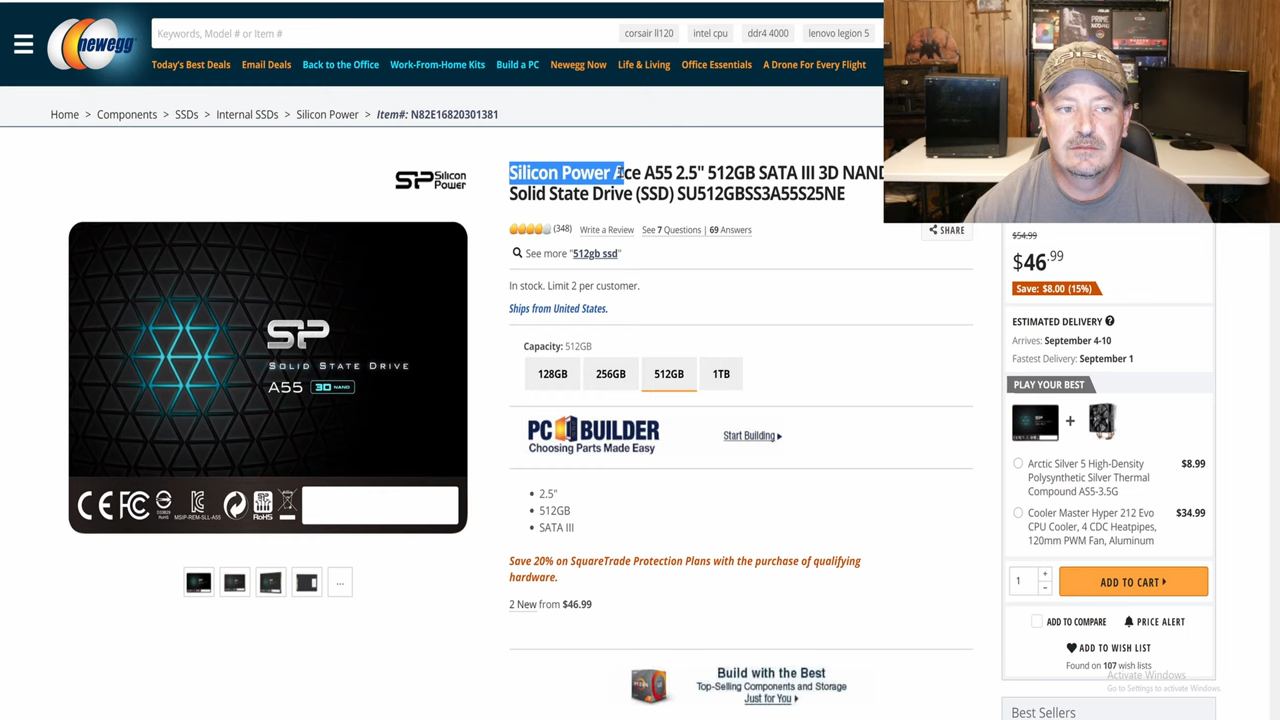 newegg
Keywords, Model # or Item #
corsair ll120
intel cpu
ddr4 4000
lenovo legion 5
Today's Best Deals
Email Deals
Back to the Office
Work-From-Home Kits
Build a PC
Newegg Now
Life & Living
Office Essentials
A Drone For Every Flight
Home > Components > SSDs > Internal SSDs > Silicon Power > Item#: N82E16820301381
SP Silicon
Power
Silicon Power Ace A55 2.5" 512GB SATA III 3D NAND
Solid State Drive (SSD) SU512GBSS3A55S25NE
(348) Write a Review See 7 Questions | 69 Answers
SHARE
See more "512gb ssd"
In stock. Limit 2 per customer.
Ships from United States.
Capacity: 512GB
128GB
256GB
512GB
1TB
PC BUILDER
Choosing Parts Made Easy
Start Building
• 2.5"
• 512GB
• SATA III
Save 20% on SquareTrade Protection Plans with the purchase of qualifying
hardware.
2 New from $46.99
Build with the Best
Top-Selling Components and Storage
Just for You
SP
SOLID STATE DRIVE
A55 3D NAND
CE FC
MSIP-REM-SLL-A55
RoHS
...
PRIME
$54.99
$46.99
Save: $8.00 (15%)
ESTIMATED DELIVERY
Arrives: September 4-10
Fastest Delivery: September 1
PLAY YOUR BEST
+
Arctic Silver 5 High-Density
Polysynthetic Silver Thermal
Compound AS5-3.5G
$8.99
Cooler Master Hyper 212 Evo
CPU Cooler, 4 CDC Heatpipes,
120mm PWM Fan, Aluminum
$34.99
1
+
-
ADD TO CART
ADD TO COMPARE
PRICE ALERT
ADD TO WISH LIST
Found on 107 wish lists
Activate Windows
Go to Settings to activate Windows.
Best Sellers